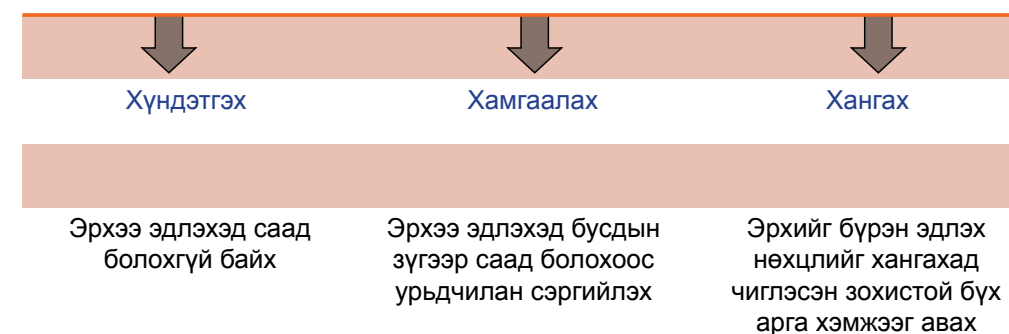 Хүндэтгэх
Хамгаалах
Хангах
Эрхээ эдлэхэд саад
болохгүй байх
Эрхээ эдлэхэд бусдын
зүгээр саад болохоос
урьдчилан сэргийлэх
Эрхийг бүрэн эдлэх
нөхцлийг хангахад
чиглэсэн зохистой бүх
арга хэмжээг авах